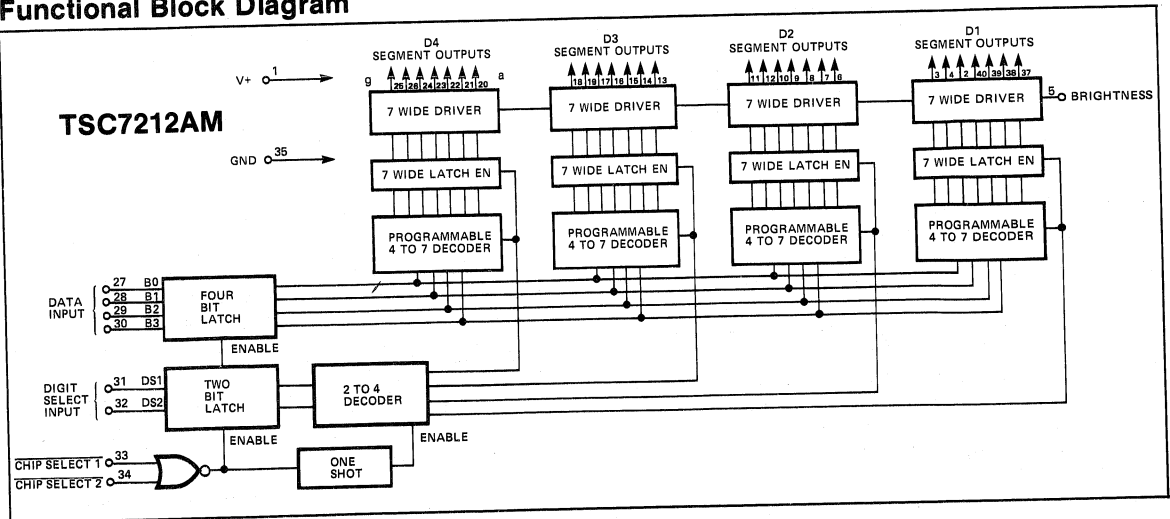 Functional Block Diagram
D4
SEGMENT OUTPUTS
D3
SEGMENT OUTPUTS
D2
SEGMENT OUTPUTS
D1
SEGMENT OUTPUTS
V+ 1
g 25 26 24 23 22 21 20 a
18 19 17 16 15 14 13
11 12 10 9 8 7 6
3 4 2 40 39 38 37
7 WIDE DRIVER
7 WIDE DRIVER
7 WIDE DRIVER
7 WIDE DRIVER
5 BRIGHTNESS
TSC7212AM
GND 35
7 WIDE LATCH EN
7 WIDE LATCH EN
7 WIDE LATCH EN
7 WIDE LATCH EN
PROGRAMMABLE
4 TO 7 DECODER
PROGRAMMABLE
4 TO 7 DECODER
PROGRAMMABLE
4 TO 7 DECODER
PROGRAMMABLE
4 TO 7 DECODER
DATA
INPUT
27 B0
28 B1
29 B2
30 B3
FOUR
BIT
LATCH
ENABLE
DIGIT
SELECT
INPUT
31 DS1
32 DS2
TWO
BIT
LATCH
2 TO 4
DECODER
ENABLE
ENABLE
CHIP SELECT 1 33
CHIP SELECT 2 34
ONE
SHOT